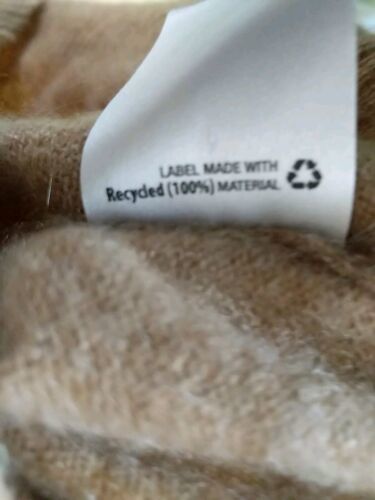 LABEL MADE WITH
Recycled (100%) MATERIAL